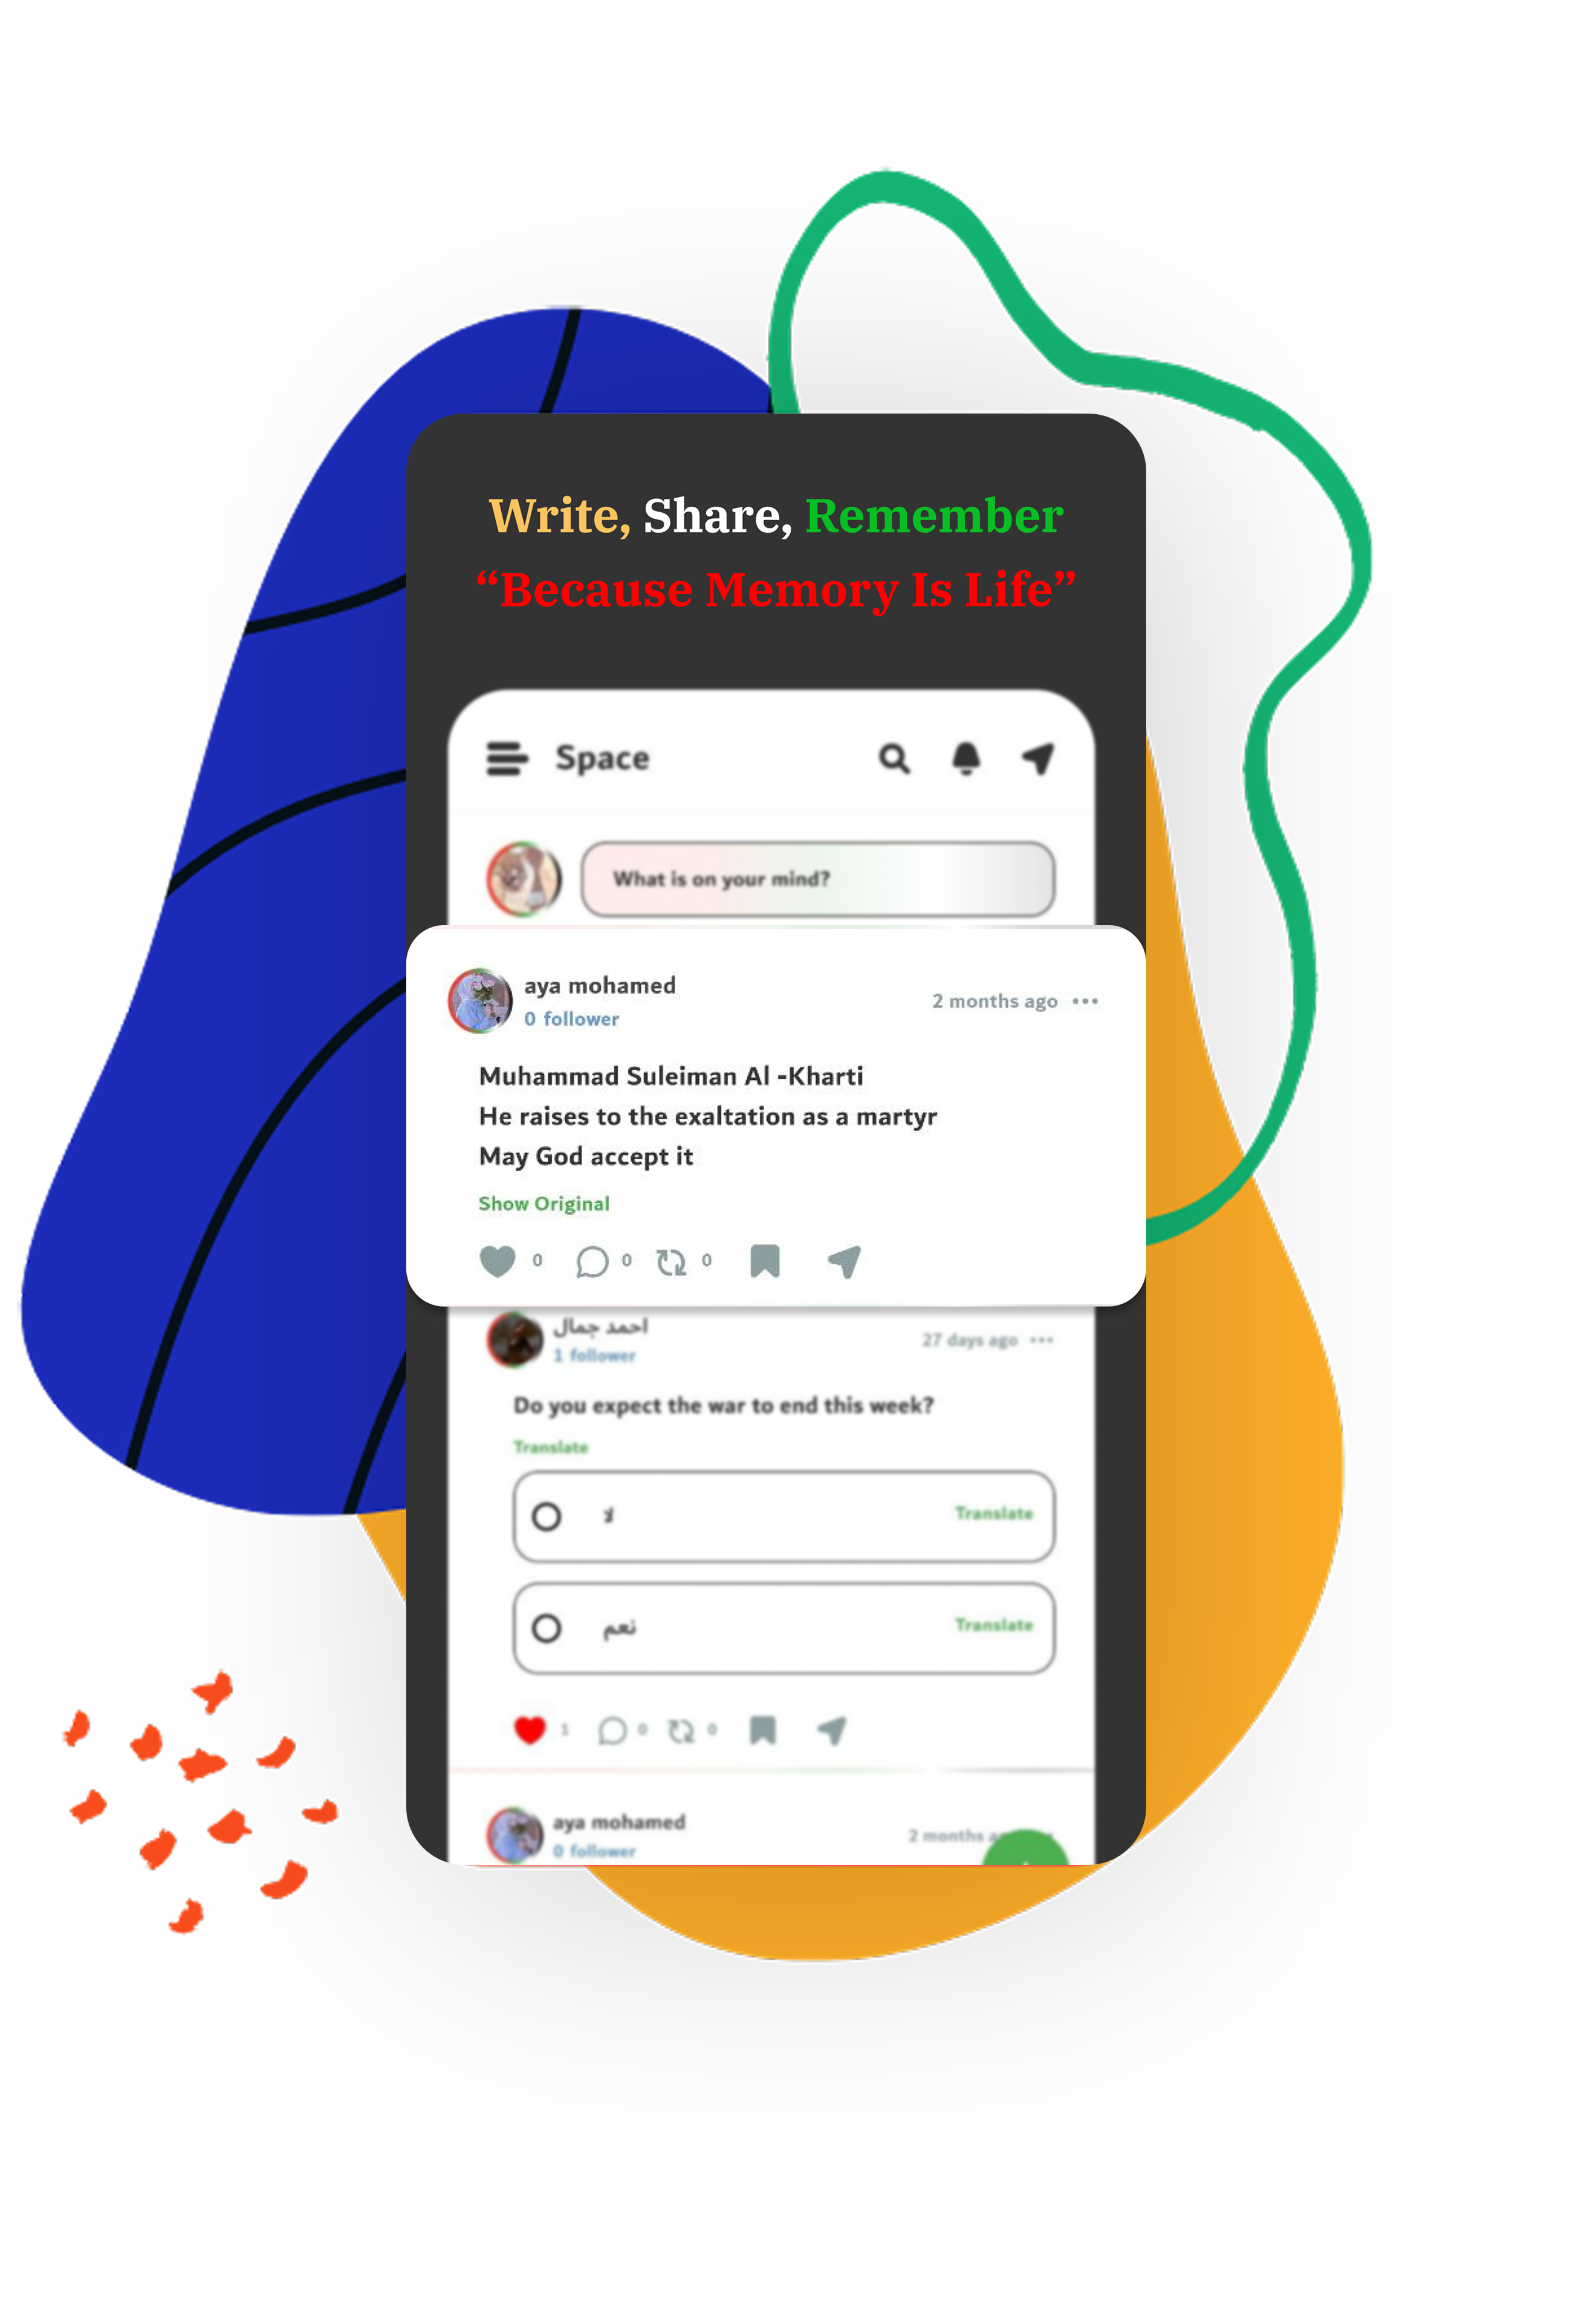 Write, Share, Remember
“Because Memory Is Life”
Space
What is on your mind?
aya mohamed
2 months ago
0 follower
Muhammad Suleiman Al -Kharti
He raises to the exaltation as a martyr
May God accept it
Show Original
0 0 0
احمد جمال
27 days ago
1 follower
Do you expect the war to end this week?
Translate
لا
Translate
نعم
Translate
1 0 0
aya mohamed
2 months
0 follower